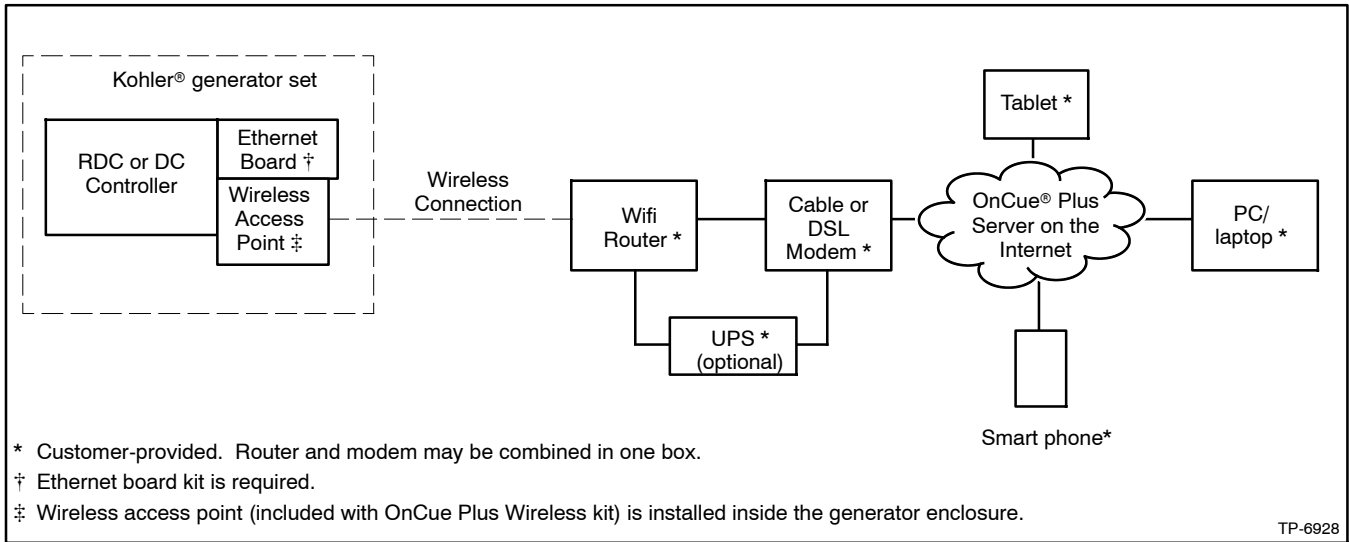 Kohler® generator set
RDC or DC
Controller
Ethernet
Board †
Wireless
Access
Point ‡
Wireless
Connection
Wifi
Router *
Cable or
DSL
Modem *
UPS *
(optional)
Tablet *
OnCue® Plus
Server on the
Internet
PC/
laptop *
Smart phone*
* Customer-provided. Router and modem may be combined in one box.
† Ethernet board kit is required.
‡ Wireless access point (included with OnCue Plus Wireless kit) is installed inside the generator enclosure.
TP-6928